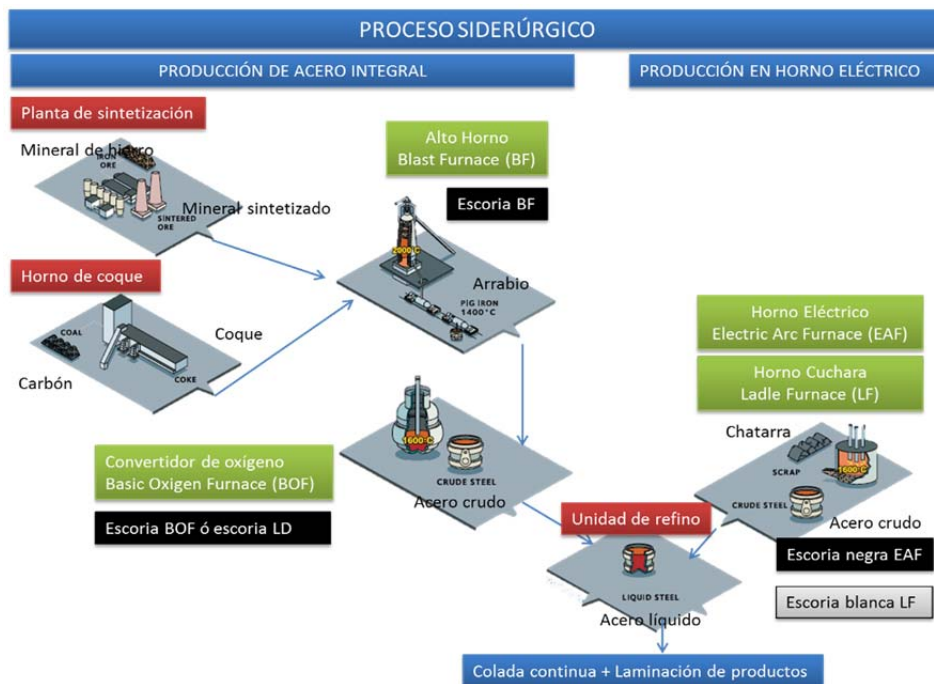 PROCESO SIDERÚRGICO
PRODUCCIÓN DE ACERO INTEGRAL
PRODUCCIÓN EN HORNO ELÉCTRICO
Planta de sintetización
Mineral de hierro
IRON
ORE
Mineral sintetizado
SINTERED
ORE
Alto Horno
Blast Furnace (BF)
Escoria BF
2000°C
Arrabio
PIG IRON
1400°C
Horno de coque
COAL
Coque
Carbón
COKE
Horno Eléctrico
Electric Arc Furnace (EAF)
Horno Cuchara
Ladle Furnace (LF)
Chatarra
SCRAP
1600°C
CRUDE STEEL
Acero crudo
Escoria negra EAF
Escoria blanca LF
Convertidor de oxígeno
Basic Oxigen Furnace (BOF)
Escoria BOF ó escoria LD
1600°C
CRUDE STEEL
Acero crudo
Unidad de refino
LIQUID STEEL
Acero líquido
Colada continua + Laminación de productos